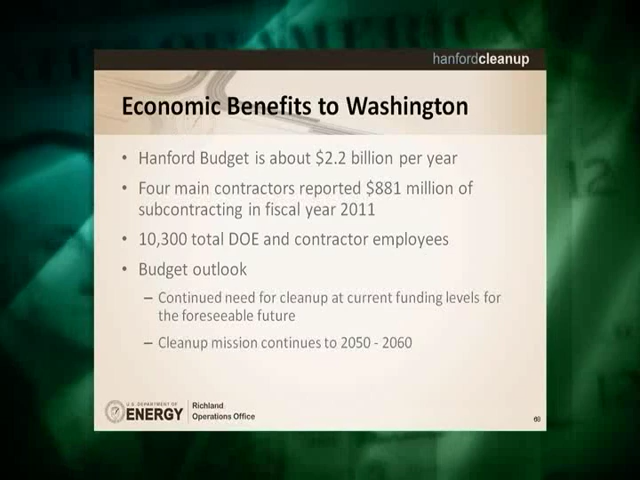 hanfordcleanup
Economic Benefits to Washington
• Hanford Budget is about $2.2 billion per year
• Four main contractors reported $881 million of
subcontracting in fiscal year 2011
• 10,300 total DOE and contractor employees
• Budget outlook
– Continued need for cleanup at current funding levels for
the foreseeable future
– Cleanup mission continues to 2050 - 2060
U.S. DEPARTMENT OF
ENERGY
Richland
Operations Office
60